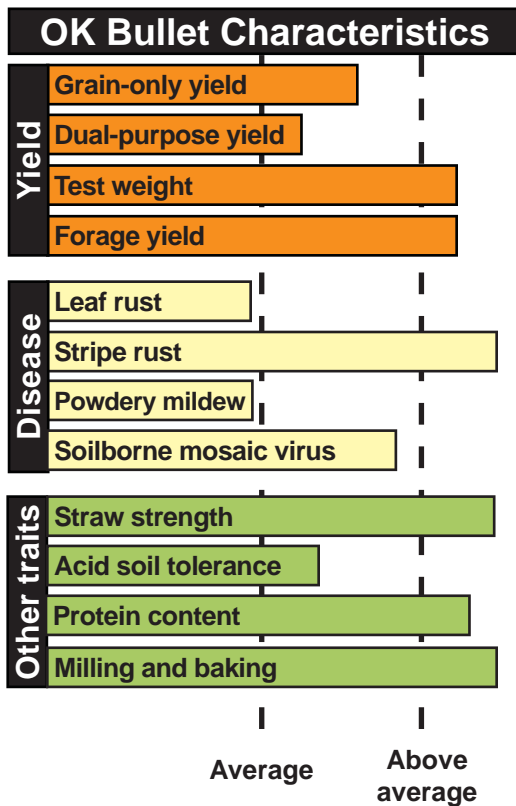 OK Bullet Characteristics
Yield
Grain-only yield
Dual-purpose yield
Test weight
Forage yield
Disease
Leaf rust
Stripe rust
Powdery mildew
Soilborne mosaic virus
Other traits
Straw strength
Acid soil tolerance
Protein content
Milling and baking
Average
Above
average